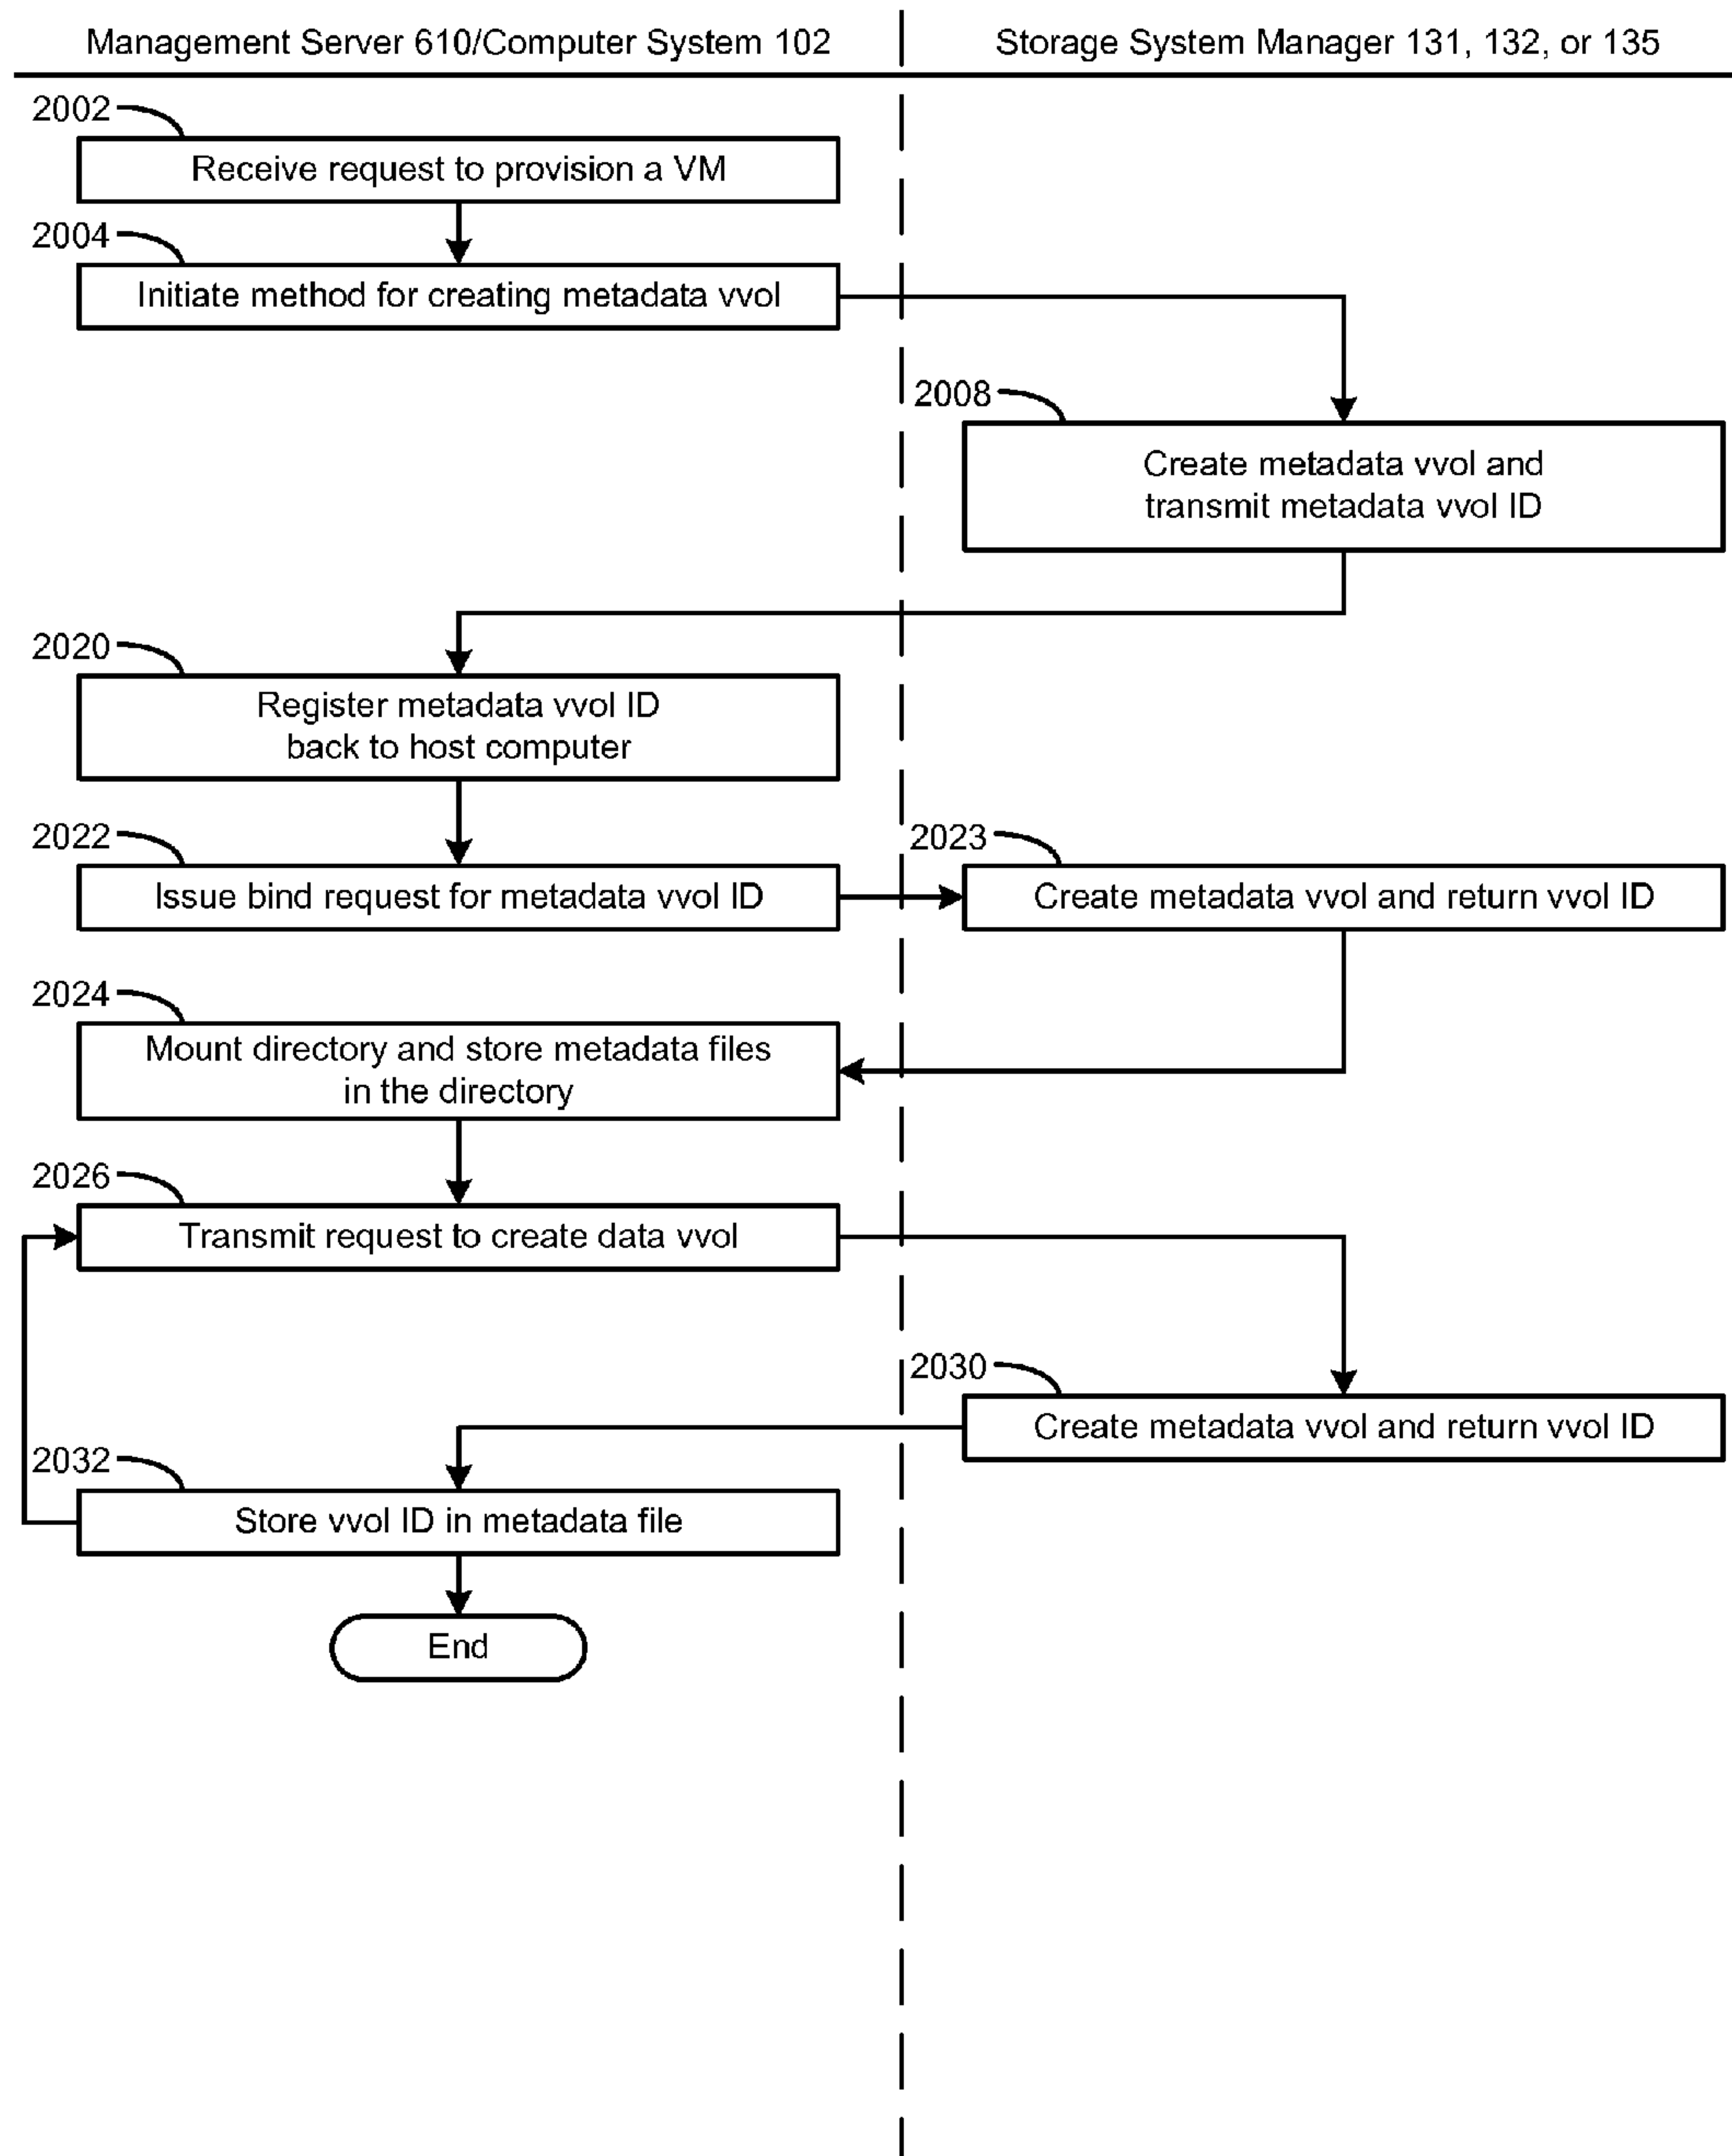 Management Server 610/Computer System 102
Storage System Manager 131, 132, or 135
2002
Receive request to provision a VM
2004
Initiate method for creating metadata vvol
2008
Create metadata vvol and
transmit metadata vvol ID
2020
Register metadata vvol ID
back to host computer
2022
Issue bind request for metadata vvol ID
2023
Create metadata vvol and return vvol ID
2024
Mount directory and store metadata files
in the directory
2026
Transmit request to create data vvol
2030
Create metadata vvol and return vvol ID
2032
Store vvol ID in metadata file
End